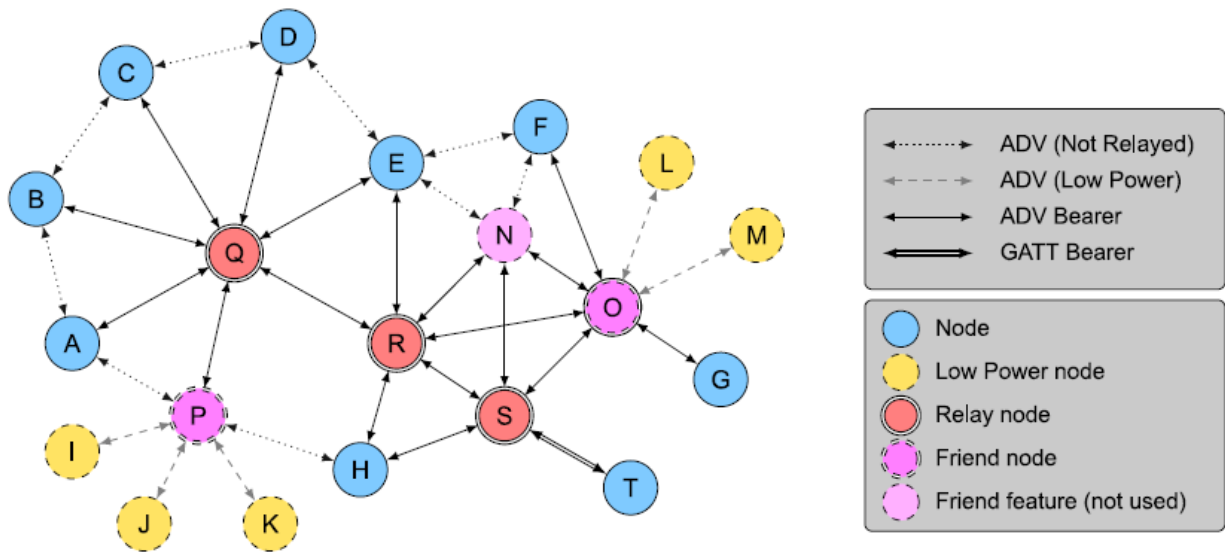 D
C
F
E
L
B
N
M
Q
O
A
R
G
P
S
I
H
T
J
K
ADV (Not Relayed)
ADV (Low Power)
ADV Bearer
GATT Bearer
Node
Low Power node
Relay node
Friend node
Friend feature (not used)